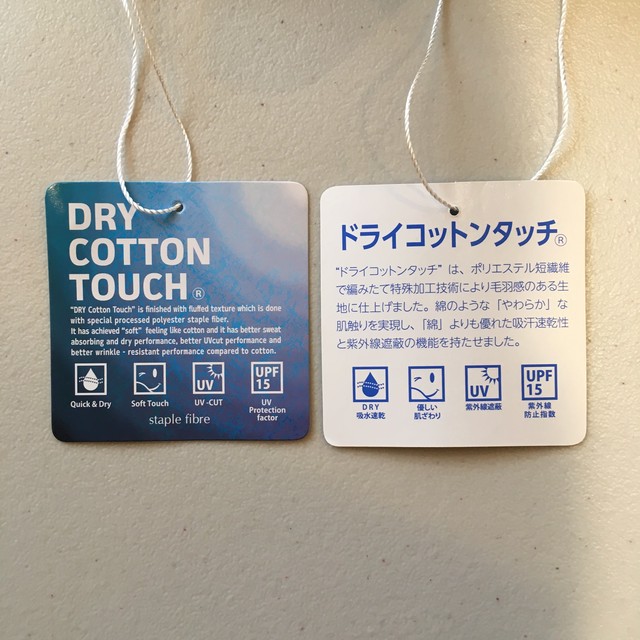 DRY
COTTON
TOUCH®
"DRY Cotton Touch" is finished with fluffed texture which is done
with special processed polyester staple fiber.
It has achieved "soft" feeling like cotton and it has better sweat
absorbing and dry performance, better UVcut performance and
better wrinkle - resistant performance compared to cotton.
Quick & Dry
Soft Touch
UV
UV -CUT
UPF
15
UV
Protection
factor
staple fibre
ドライコットンタッチ®
"ドライコットンタッチ" は、ポリエステル短繊維
で編みたて特殊加工技術により毛羽感のある生
地に仕上げました。綿のような「やわらか」な
肌触りを実現し、「綿」よりも優れた吸汗速乾性
と紫外線遮蔽の機能を持たせました。
DRY
吸水速乾
優しい
肌ざわり
UV
紫外線遮蔽
UPF
15
紫外線
防止指数